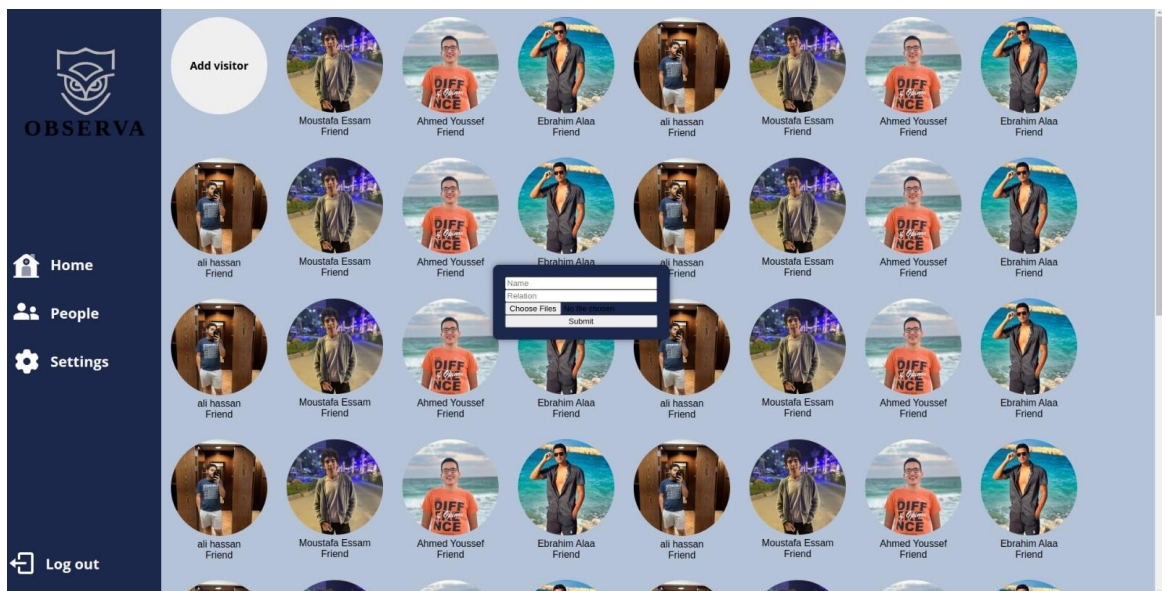 OBSERVA
Home
People
Settings
Log out
Add visitor
Moustafa Essam
Friend
Ahmed Youssef
Friend
Ebrahim Alaa
Friend
ali hassan
Friend
Moustafa Essam
Friend
Ahmed Youssef
Friend
Ebrahim Alaa
Friend
ali hassan
Friend
Moustafa Essam
Friend
Ahmed Youssef
Friend
Ebrahim Alaa
ali hassan
Friend
Moustafa Essam
Friend
Ahmed Youssef
Friend
Ebrahim Alaa
Friend
Name
Relation
Choose Files No file chosen
Submit
ali hassan
Friend
Moustafa Essam
Friend
Ahmed Youssef
Friend
Ebrahim Alaa
Friend
ali hassan
Friend
Moustafa Essam
Friend
Ahmed Youssef
Friend
Ebrahim Alaa
Friend
ali hassan
Friend
Moustafa Essam
Friend
Ahmed Youssef
Friend
Ebrahim Alaa
Friend
ali hassan
Friend
Moustafa Essam
Friend
Ahmed Youssef
Friend
Ebrahim Alaa
Friend